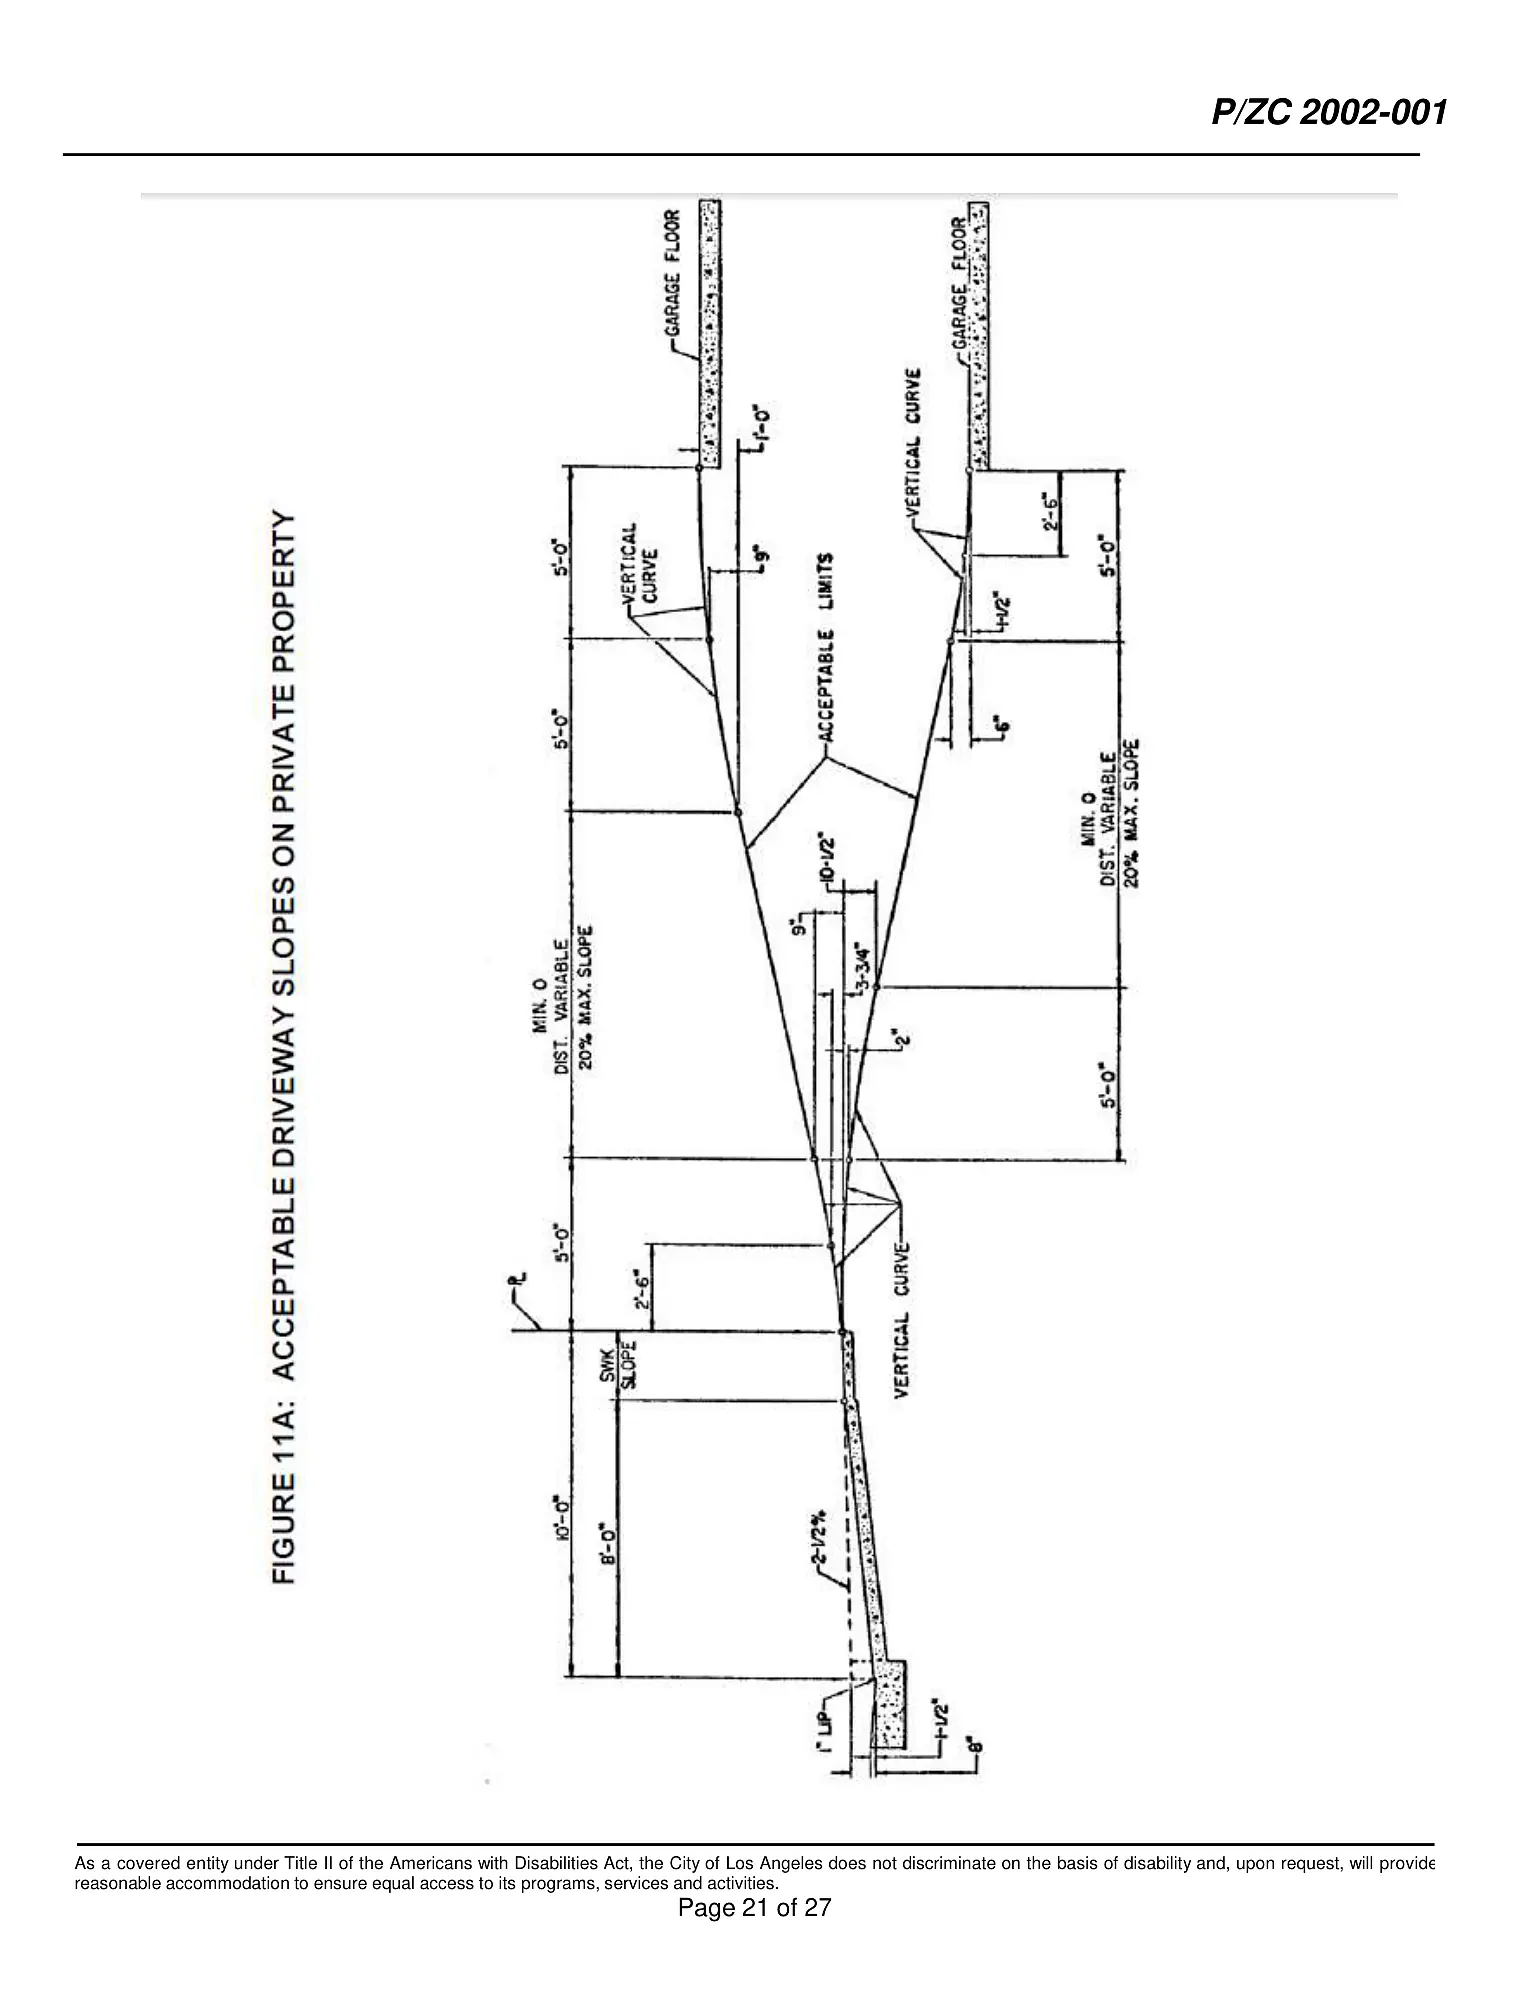 P/ZC 2002-001
FIGURE 11A: ACCEPTABLE DRIVEWAY SLOPES ON PRIVATE PROPERTY
10'-0"
5'-0"
MIN. 0
DIST. VARIABLE
20% MAX. SLOPE
5'-0"
5'-0"
PL
8'-0"
SWK
SLOPE
2'-6"
VERTICAL
CURVE
GARAGE FLOOR
1'-0"
9"
ACCEPTABLE LIMITS
9"
10-1/2"
3-3/4"
2"
2-1/2%
1" LIP
VERTICAL CURVE
1-1/2"
8"
VERTICAL CURVE
GARAGE FLOOR
1-1/2"
6"
2'-6"
5'-0"
MIN. 0
DIST. VARIABLE
20% MAX. SLOPE
5'-0"
As a covered entity under Title II of the Americans with Disabilities Act, the City of Los Angeles does not discriminate on the basis of disability and, upon request, will provide
reasonable accommodation to ensure equal access to its programs, services and activities.
Page 21 of 27